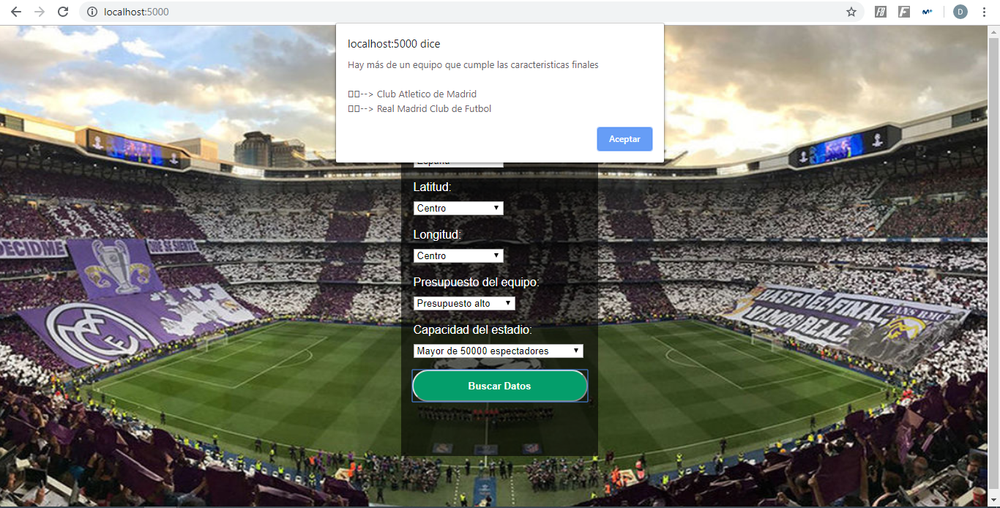 localhost:5000
D
localhost:5000 dice
Hay más de un equipo que cumple las caracteristicas finales
--> Club Atletico de Madrid
--> Real Madrid Club de Futbol
Aceptar
España
Latitud:
Centro
Longitud:
Centro
Presupuesto del equipo:
Presupuesto alto
Capacidad del estadio:
Mayor de 50000 espectadores
Buscar Datos
DECIDME
QUE SE SIENTE
HASTA LA FINAL
VAMOS REAL